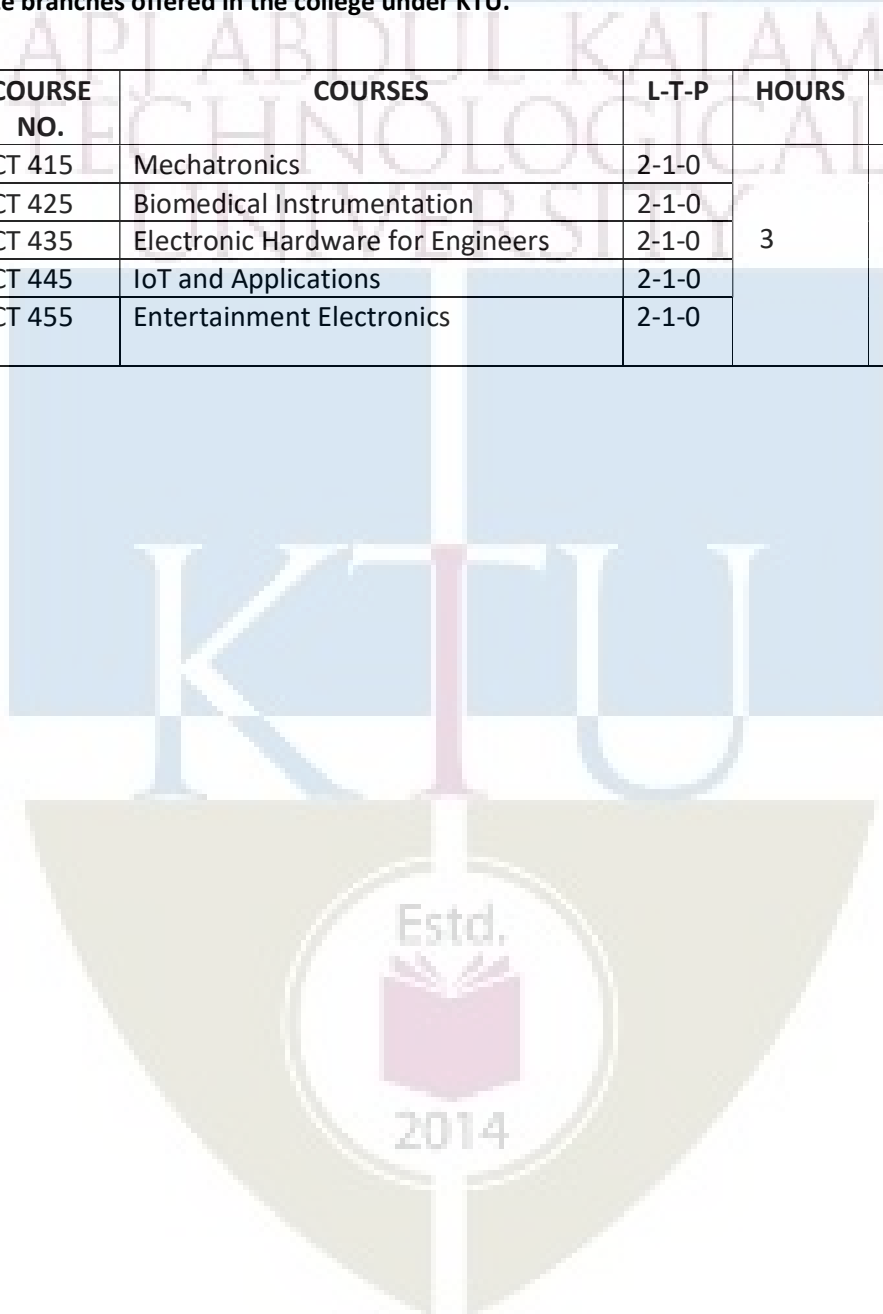 branches offered in the college under KTU.
API ABDUL KALAM
TECHNOLOGICAL
UNIVERSITY
COURSE NO. COURSES L-T-P HOURS
CT 415 Mechatronics 2-1-0
CT 425 Biomedical Instrumentation 2-1-0
CT 435 Electronic Hardware for Engineers 2-1-0 3
CT 445 IoT and Applications 2-1-0
CT 455 Entertainment Electronics 2-1-0
KTU
Estd.
2014